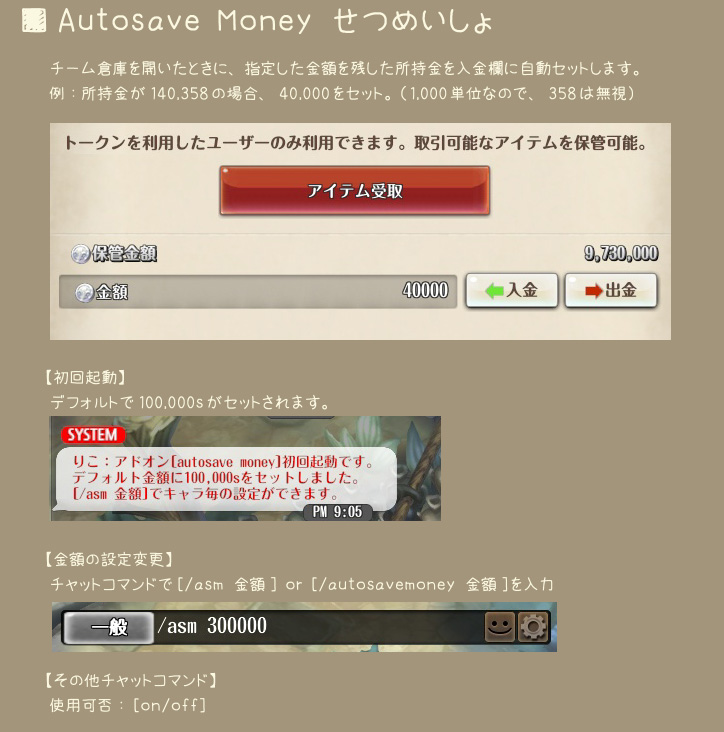 Autosave Money せつめいしょ
チーム倉庫を開いたときに、指定した金額を残した所持金を入金欄に自動セットします。
例：所持金が 140,358の場合、 40,000をセット。(1,000単位なので、 358は無視)
トークンを利用したユーザーのみ利用できます。取引可能なアイテムを保管可能。
アイテム受取
保管金額 9,730,000
金額 40000 入金 出金
【初回起動】
デフォルトで 100,000s がセットされます。
SYSTEM
りこ：アドオン[autosave money]初回起動です。
デフォルト金額に100,000sをセットしました。
[/asm 金額]でキャラ毎の設定ができます。
PM 9:05
【金額の設定変更】
チャットコマンドで [/asm 金額 ] or [/autosavemoney 金額 ]を入力
一般 /asm 300000
【その他チャットコマンド】
使用可否： [on/off]